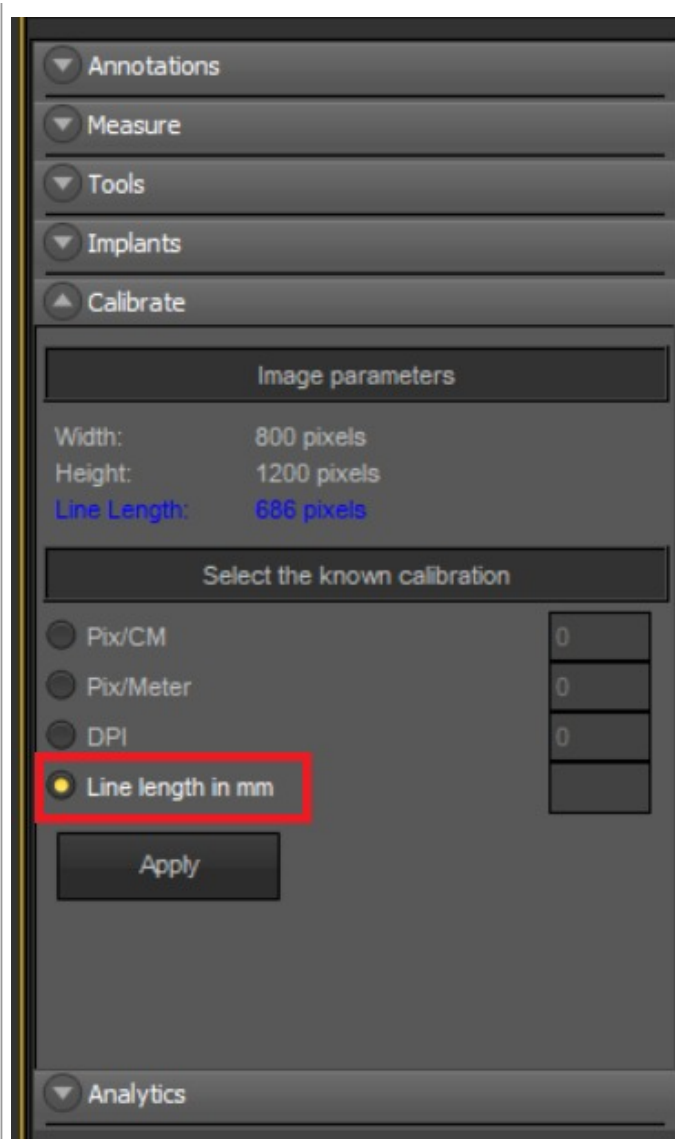 Annotations
Measure
Tools
Implants
Calibrate
Image parameters
Width: 800 pixels
Height: 1200 pixels
Line Length: 686 pixels
Select the known calibration
Pix/CM 0
Pix/Meter 0
DPI 0
Line length in mm
Apply
Analytics